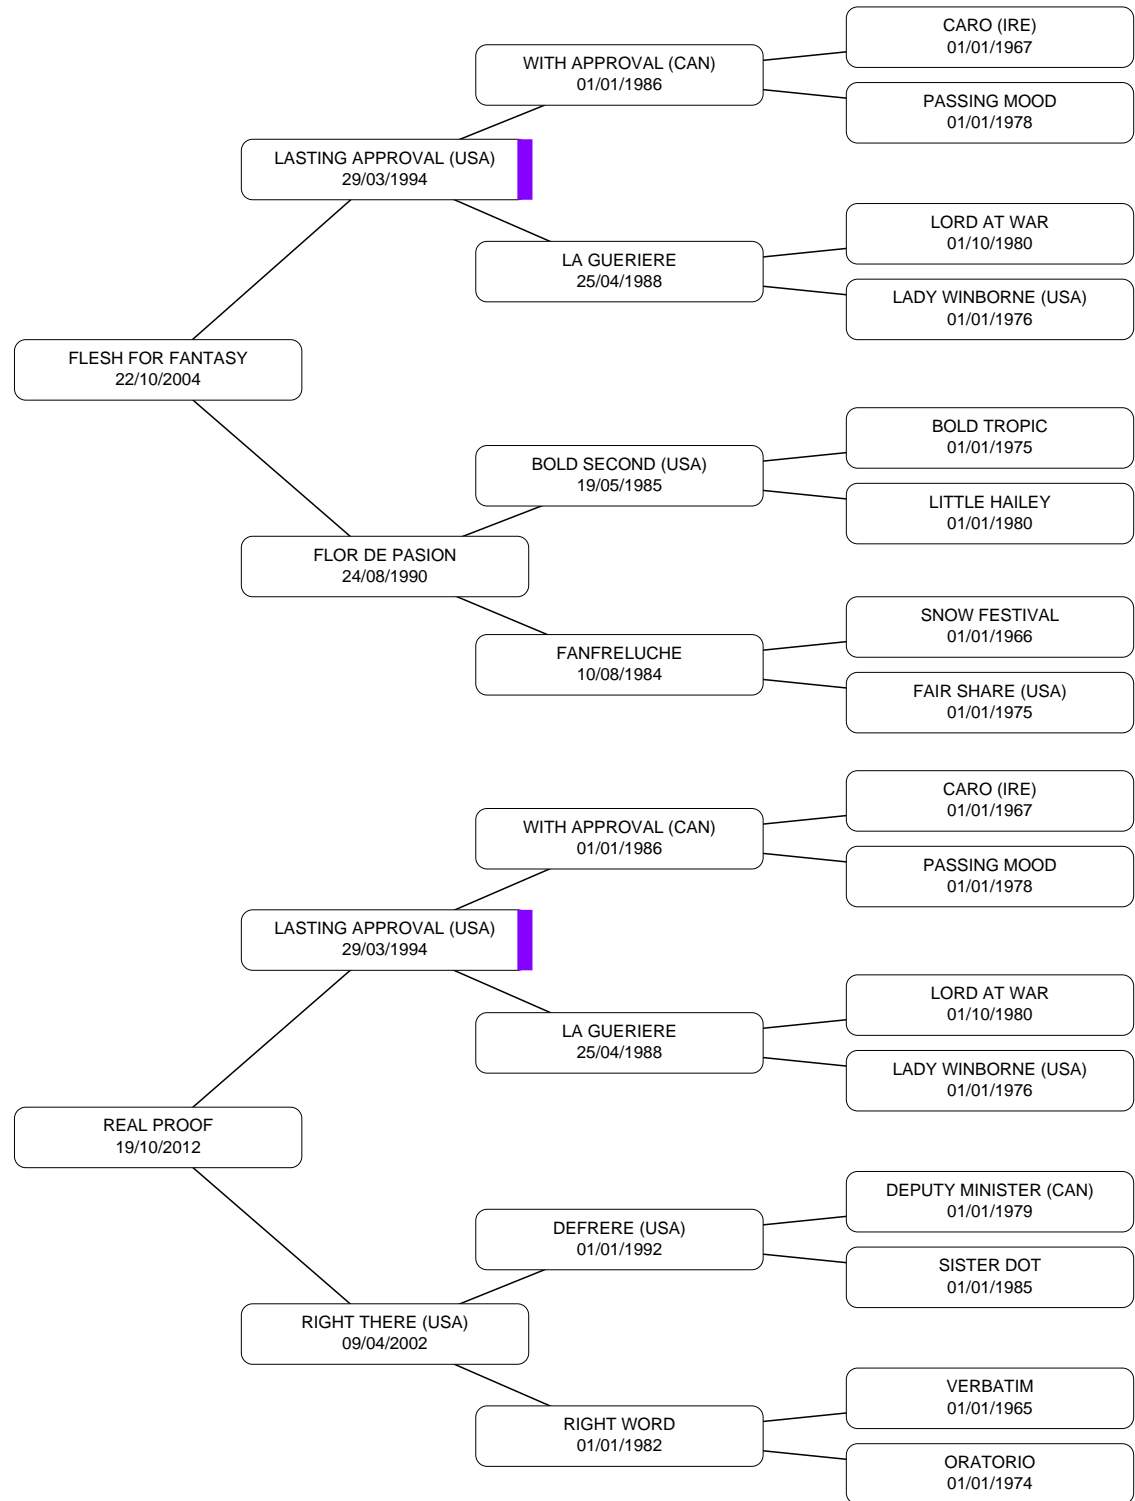 CARO (IRE)
01/01/1967
WITH APPROVAL (CAN)
01/01/1986
PASSING MOOD
01/01/1978
LASTING APPROVAL (USA)
29/03/1994
LORD AT WAR
01/10/1980
LA GUERIERE
25/04/1988
LADY WINBORNE (USA)
01/01/1976
FLESH FOR FANTASY
22/10/2004
BOLD TROPIC
01/01/1975
BOLD SECOND (USA)
19/05/1985
LITTLE HAILEY
01/01/1980
FLOR DE PASION
24/08/1990
SNOW FESTIVAL
01/01/1966
FANFRELUCHE
10/08/1984
FAIR SHARE (USA)
01/01/1975
CARO (IRE)
01/01/1967
WITH APPROVAL (CAN)
01/01/1986
PASSING MOOD
01/01/1978
LASTING APPROVAL (USA)
29/03/1994
LORD AT WAR
01/10/1980
LA GUERIERE
25/04/1988
LADY WINBORNE (USA)
01/01/1976
REAL PROOF
19/10/2012
DEPUTY MINISTER (CAN)
01/01/1979
DEFRERE (USA)
01/01/1992
SISTER DOT
01/01/1985
RIGHT THERE (USA)
09/04/2002
VERBATIM
01/01/1965
RIGHT WORD
01/01/1982
ORATORIO
01/01/1974